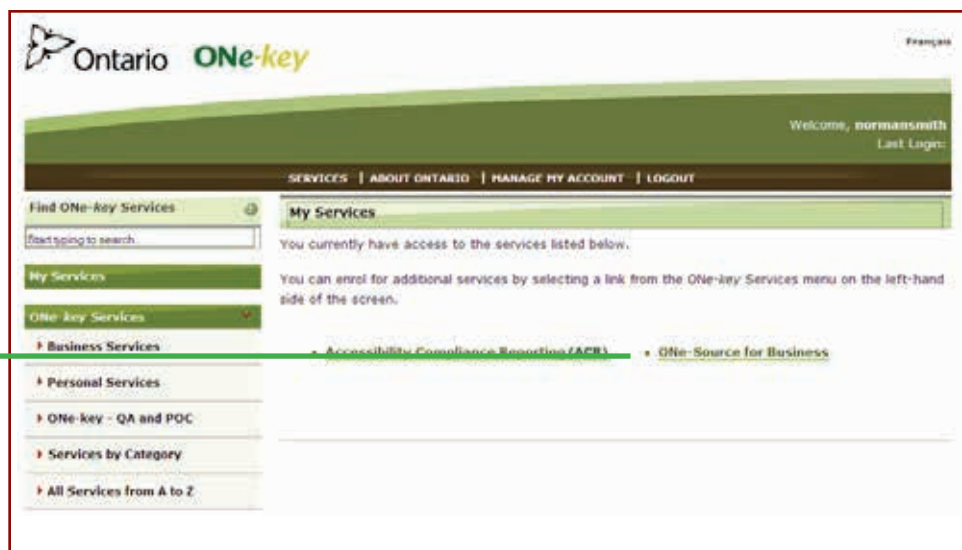 Ontario ONe-key
Français
Welcome, normansmith
Last Login:
SERVICES | ABOUT ONTARIO | MANAGE MY ACCOUNT | LOGOUT
Find ONe-key Services
Start typing to search.
My Services
ONe-key Services
Business Services
Personal Services
ONe-key - QA and POC
Services by Category
All Services from A to Z
My Services
You currently have access to the services listed below.
You can enrol for additional services by selecting a link from the ONe-key Services menu on the left-hand
side of the screen.
• Accessibility Compliance Reporting (ACR)
• ONe-Source for Business